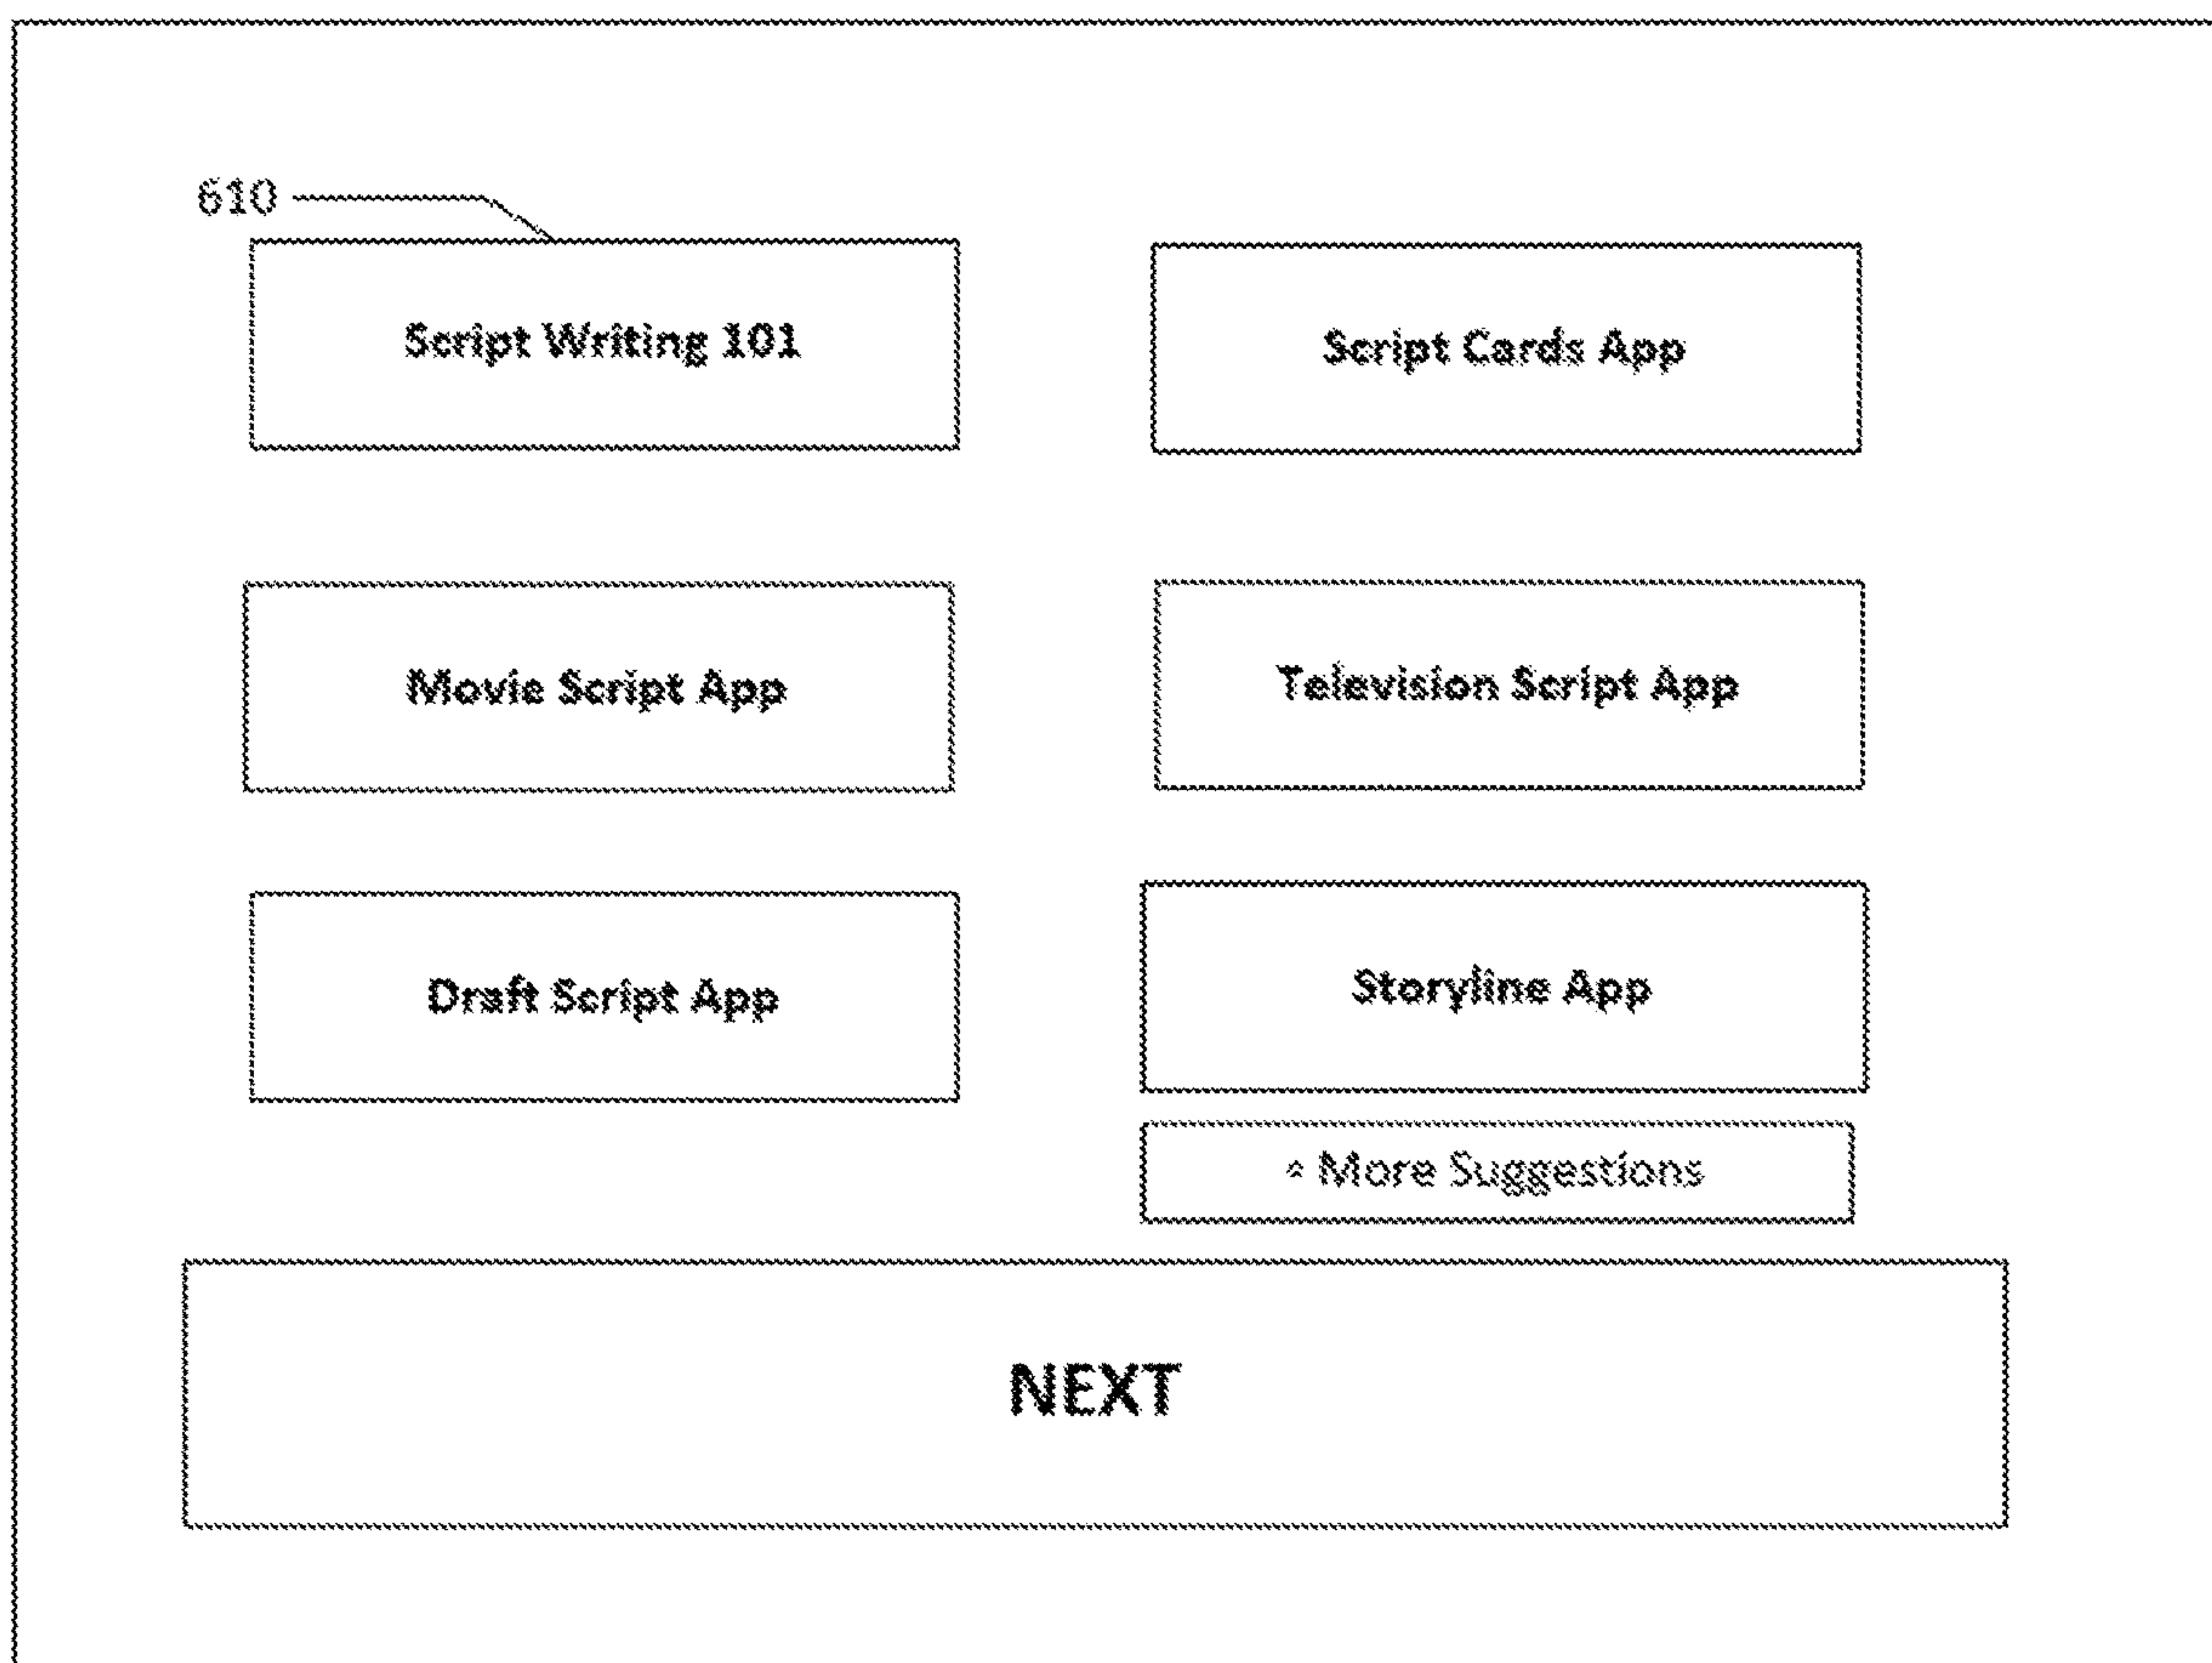 610
Script Writing 101
Script Cards App
Movie Script App
Television Script App
Draft Script App
Storyline App
More Suggestions
NEXT